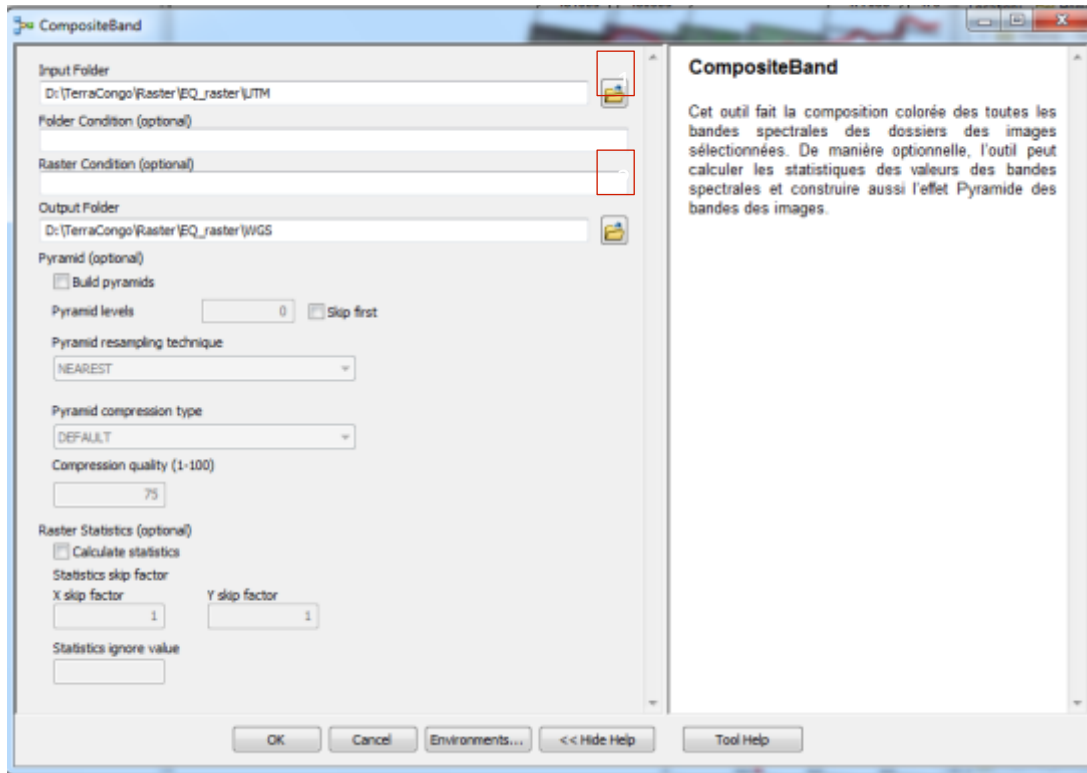 CompositeBand
Input Folder
D:\TerraCongo\Raster\EQ_raster\UTM
Folder Condition (optional)
Raster Condition (optional)
Output Folder
D:\TerraCongo\Raster\EQ_raster\WGS
Pyramid (optional)
Build pyramids
Pyramid levels 0 Skip first
Pyramid resampling technique
NEAREST
Pyramid compression type
DEFAULT
Compression quality (1-100)
75
Raster Statistics (optional)
Calculate statistics
Statistics skip factor
X skip factor Y skip factor
1 1
Statistics ignore value
OK Cancel Environments... << Hide Help Tool Help
CompositeBand
Cet outil fait la composition colorée des toutes les
bandes spectrales des dossiers des images
sélectionnées. De manière optionnelle, l'outil peut
calculer les statistiques des valeurs des bandes
spectrales et construire aussi l'effet Pyramide des
bandes des images.